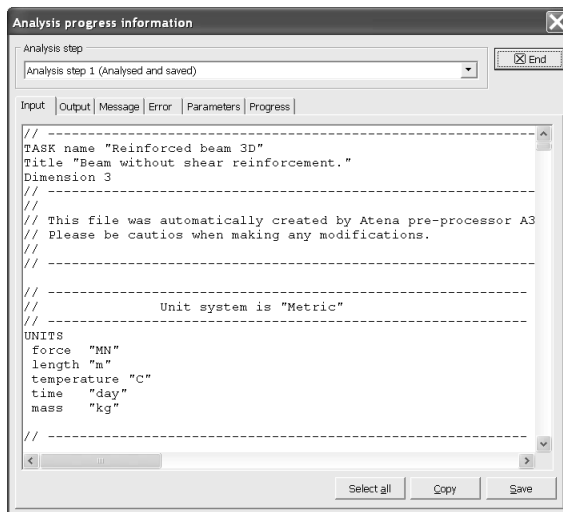 Analysis progress information
Analysis step
End
Analysis step 1 (Analysed and saved)
Input Output Message Error Parameters Progress
// -----------------------------------------------------
TASK name "Reinforced beam 3D"
Title "Beam without shear reinforcement."
Dimension 3
// -----------------------------------------------------
//
// This file was automatically created by Atena pre-processor A3
// Please be cautios when making any modifications.
//
// -----------------------------------------------------
// ----------------------------------------------------
// Unit system is "Metric"
// ----------------------------------------------------
UNITS
force "MN"
length "m"
temperature "C"
time "day"
mass "kg"
// ----------------------------------------------------
Select all Copy Save